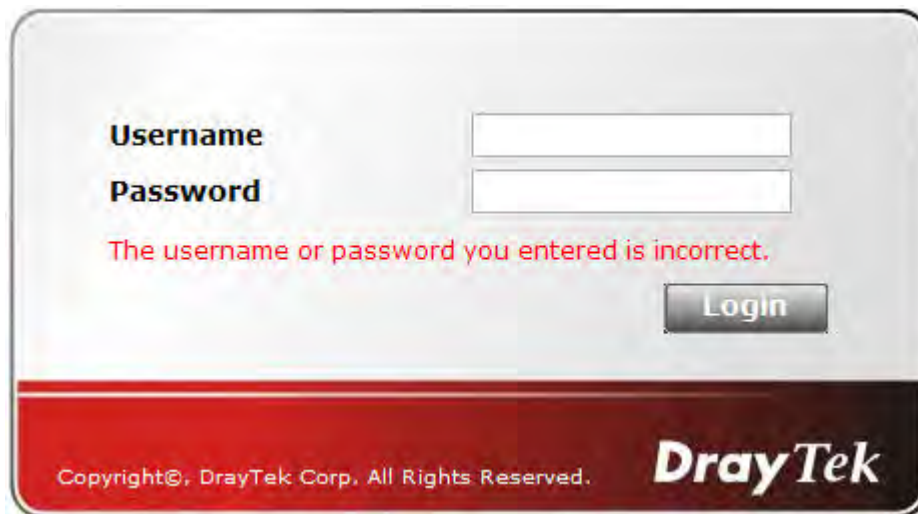 Username
Password
The username or password you entered is incorrect.
Login
Copyright©, DrayTek Corp. All Rights Reserved.
DrayTek